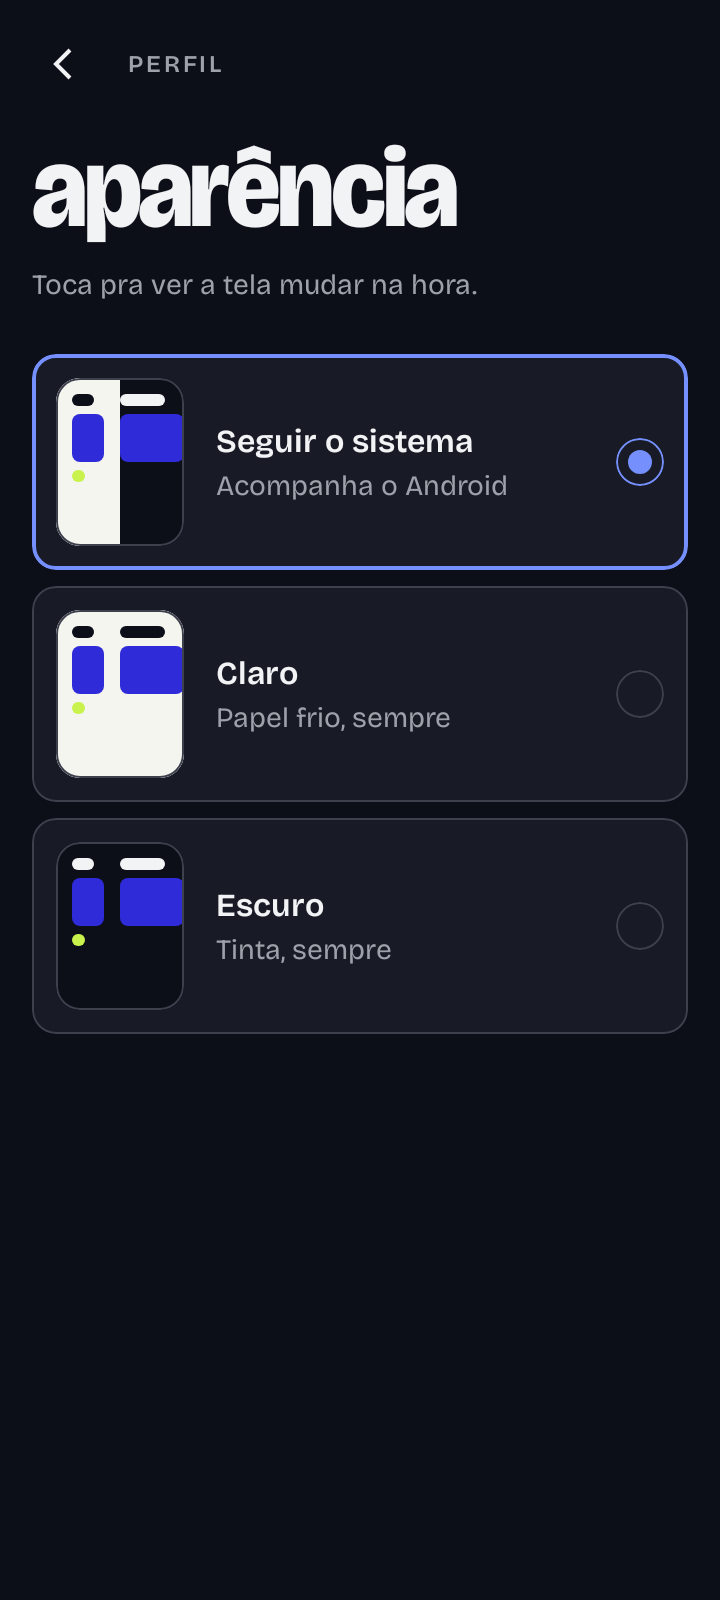 PERFIL
aparência
Toca pra ver a tela mudar na hora.
Seguir o sistema
Acompanha o Android
Claro
Papel frio, sempre
Escuro
Tinta, sempre